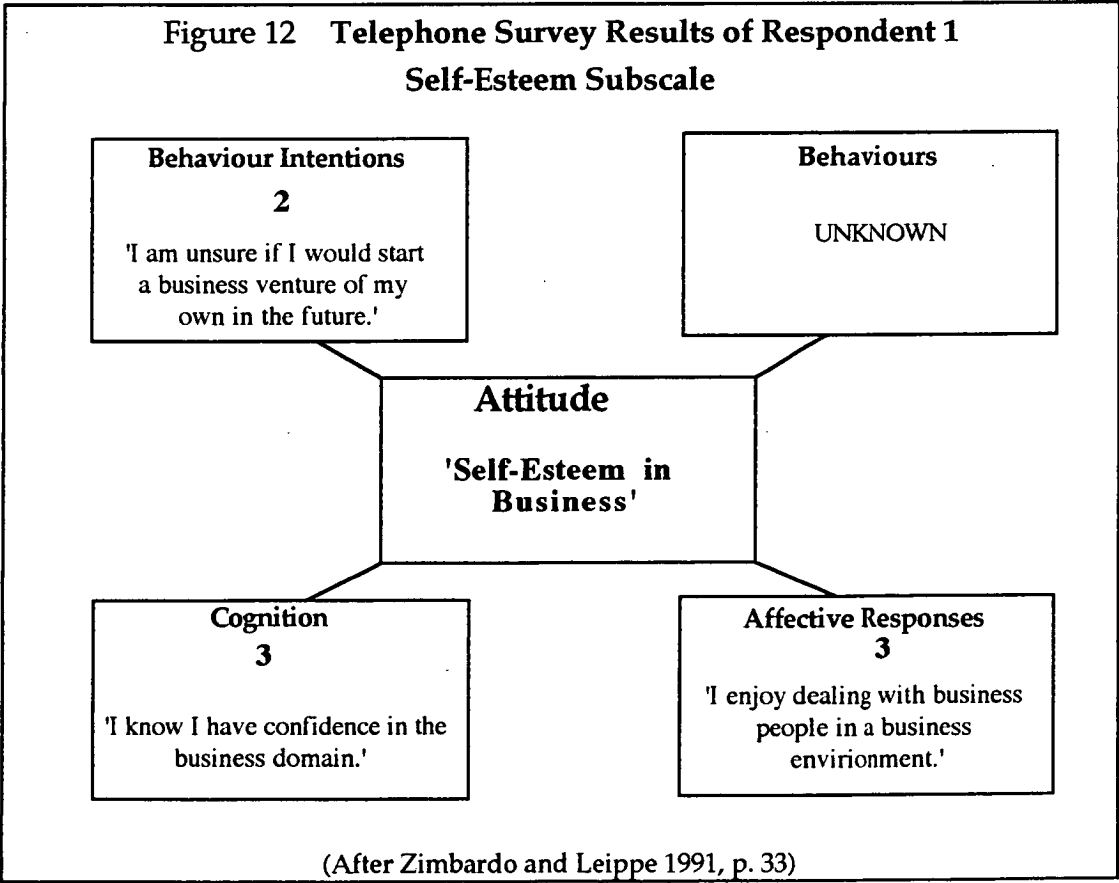 Figure 12 Telephone Survey Results of Respondent 1
Self-Esteem Subscale
Behaviour Intentions
2
'I am unsure if I would start
a business venture of my
own in the future.'
Behaviours
UNKNOWN
Attitude
'Self-Esteem in
Business'
Cognition
3
'I know I have confidence in the
business domain.'
Affective Responses
3
'I enjoy dealing with business
people in a business
envirionment.'
(After Zimbardo and Leippe 1991, p. 33)